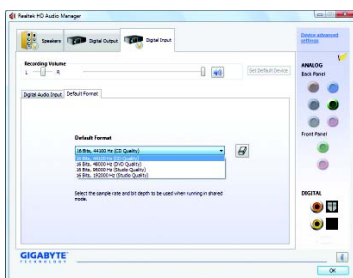 Realtek HD Audio Manager
Speakers
Digital Output
Digital Input
Device advanced settings
Recording Volume
L
R
Set Default Device
ANALOG
Back Panel
Digital Audio Input
Default Format
Default Format
16 Bits, 44100 Hz (CD Quality)
16 Bits, 44100 Hz (CD Quality)
16 Bits, 48000 Hz (DVD Quality)
16 Bits, 96000 Hz (Studio Quality)
16 Bits, 192000 Hz (Studio Quality)
Select the sample rate and bit depth to be used when running in shared
mode.
Front Panel
DIGITAL
GIGABYTE
TECHNOLOGY
OK